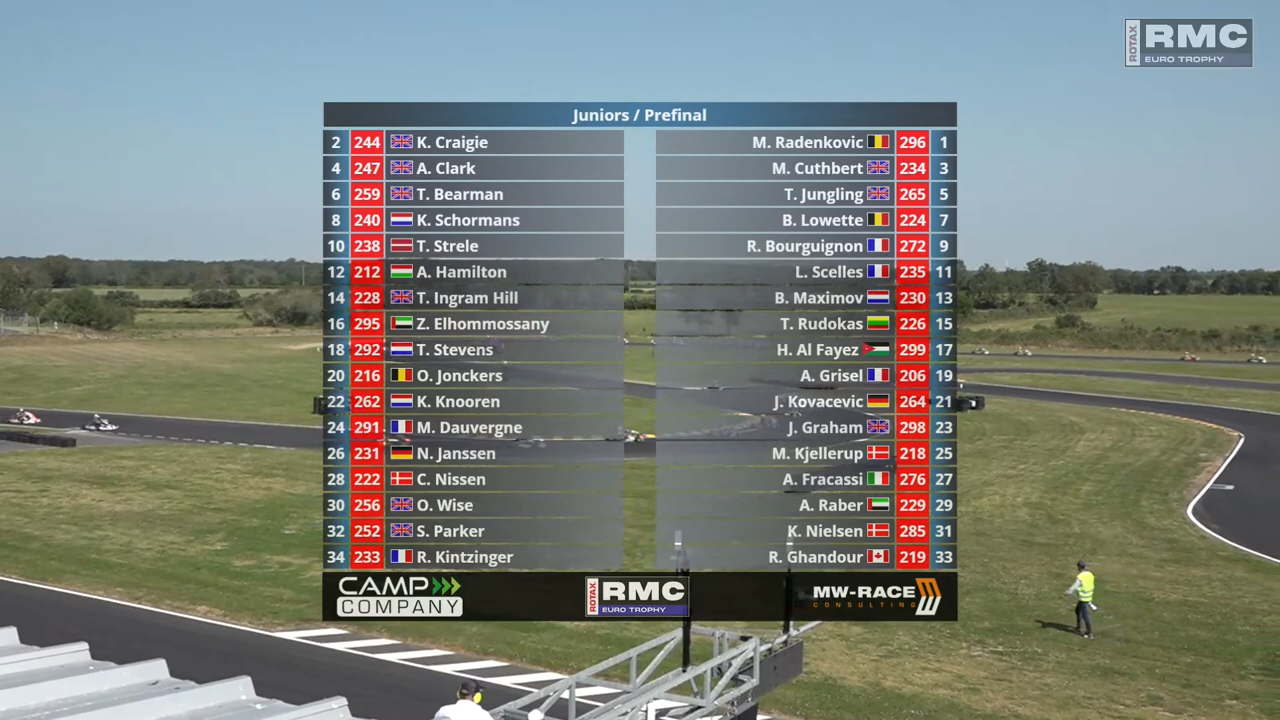 ROTAX RMC
EURO TROPHY
Juniors / Prefinal
2 244 K. Craigie M. Radenkovic 296 1
4 247 A. Clark M. Cuthbert 234 3
6 259 T. Bearman T. Jungling 265 5
8 240 K. Schormans B. Lowette 224 7
10 238 T. Strele R. Bourguignon 272 9
12 212 A. Hamilton L. Scelles 235 11
14 228 T. Ingram Hill B. Maximov 230 13
16 295 Z. Elhommossany T. Rudokas 226 15
18 292 T. Stevens H. Al Fayez 299 17
20 216 O. Jonckers A. Grisel 206 19
22 262 K. Knooren J. Kovacevic 264 21
24 291 M. Dauvergne J. Graham 298 23
26 231 N. Janssen M. Kjellerup 218 25
28 222 C. Nissen A. Fracassi 276 27
30 256 O. Wise A. Raber 229 29
32 252 S. Parker K. Nielsen 285 31
34 233 R. Kintzinger R. Ghandour 219 33
CAMP COMPANY
ROTAX RMC
EURO TROPHY
MW-RACE
CONSULTING